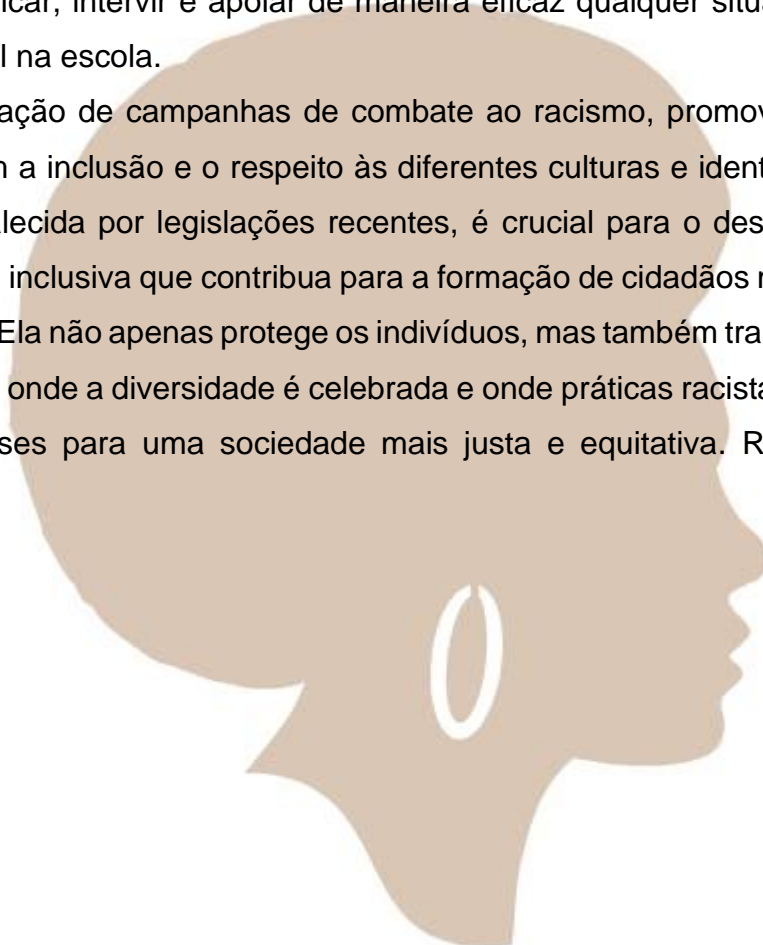 icar, intervir e apoiar de maneira eficaz qualquer situa
l na escola.
ação de campanhas de combate ao racismo, promov
a inclusão e o respeito às diferentes culturas e ident
lecida por legislações recentes, é crucial para o des
inclusiva que contribua para a formação de cidadãos
Ela não apenas protege os indivíduos, mas também tra
onde a diversidade é celebrada e onde práticas racista
ses para uma sociedade mais justa e equitativa. R